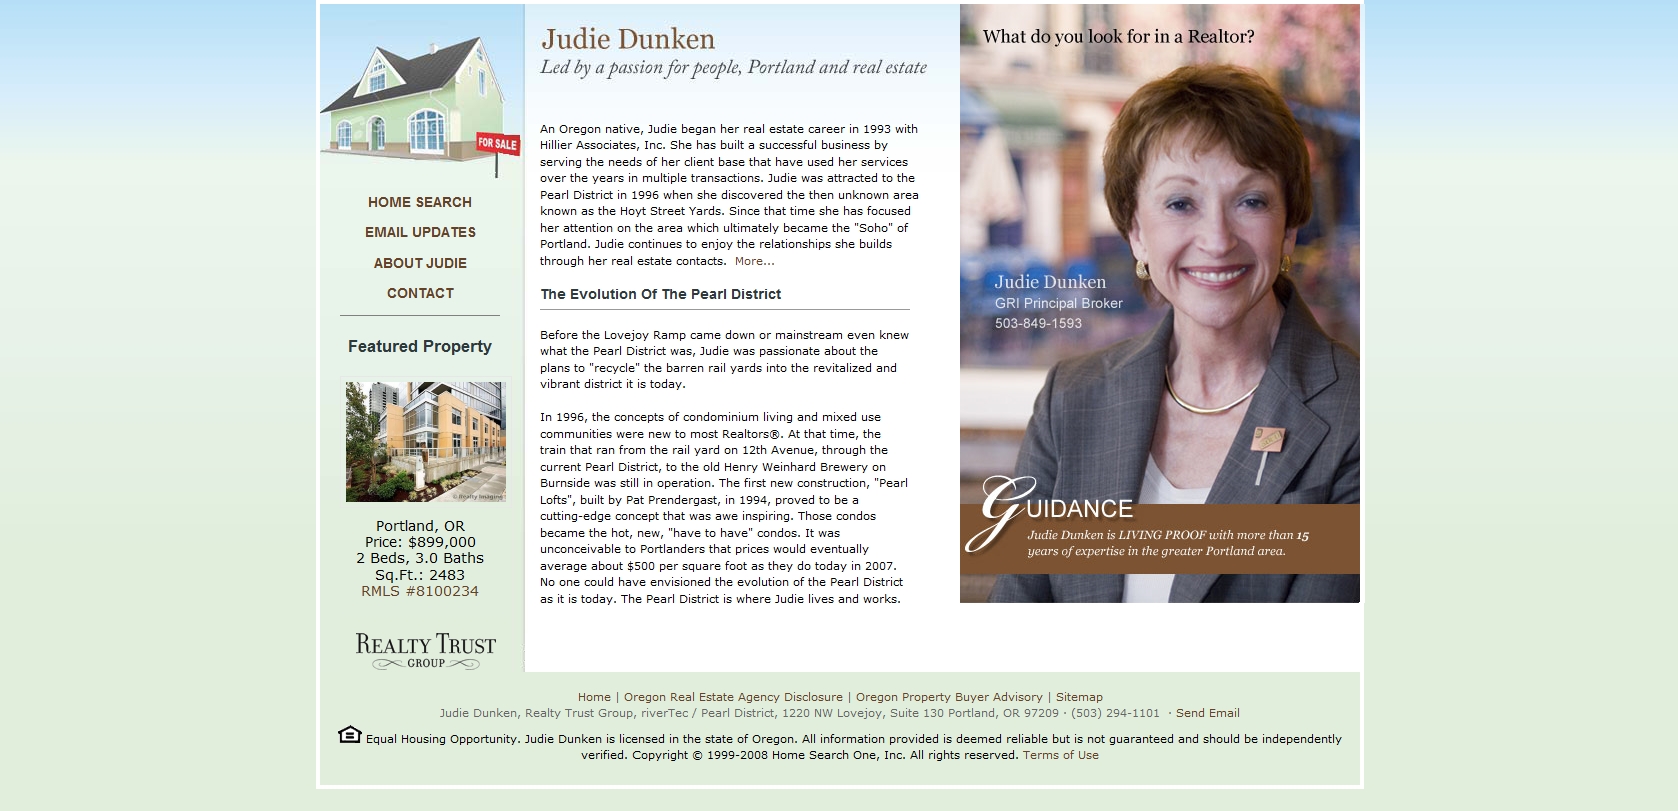 FOR SALE
HOME SEARCH
EMAIL UPDATES
ABOUT JUDIE
CONTACT
Featured Property
© Realty Imaging
Portland, OR
Price: $899,000
2 Beds, 3.0 Baths
Sq.Ft.: 2483
RMLS #8100234
REALTY TRUST
GROUP
Judie Dunken
Led by a passion for people, Portland and real estate
An Oregon native, Judie began her real estate career in 1993 with
Hillier Associates, Inc. She has built a successful business by
serving the needs of her client base that have used her services
over the years in multiple transactions. Judie was attracted to the
Pearl District in 1996 when she discovered the then unknown area
known as the Hoyt Street Yards. Since that time she has focused
her attention on the area which ultimately became the "Soho" of
Portland. Judie continues to enjoy the relationships she builds
through her real estate contacts. More...
The Evolution Of The Pearl District
Before the Lovejoy Ramp came down or mainstream even knew
what the Pearl District was, Judie was passionate about the
plans to "recycle" the barren rail yards into the revitalized and
vibrant district it is today.
In 1996, the concepts of condominium living and mixed use
communities were new to most Realtors®. At that time, the
train that ran from the rail yard on 12th Avenue, through the
current Pearl District, to the old Henry Weinhard Brewery on
Burnside was still in operation. The first new construction, "Pearl
Lofts", built by Pat Prendergast, in 1994, proved to be a
cutting-edge concept that was awe inspiring. Those condos
became the hot, new, "have to have" condos. It was
unconceivable to Portlanders that prices would eventually
average about $500 per square foot as they do today in 2007.
No one could have envisioned the evolution of the Pearl District
as it is today. The Pearl District is where Judie lives and works.
What do you look for in a Realtor?
Judie Dunken
GRI Principal Broker
503-849-1593
GUIDANCE
Judie Dunken is LIVING PROOF with more than 15
years of expertise in the greater Portland area.
Home | Oregon Real Estate Agency Disclosure | Oregon Property Buyer Advisory | Sitemap
Judie Dunken, Realty Trust Group, riverTec / Pearl District, 1220 NW Lovejoy, Suite 130 Portland, OR 97209 · (503) 294-1101 · Send Email
Equal Housing Opportunity. Judie Dunken is licensed in the state of Oregon. All information provided is deemed reliable but is not guaranteed and should be independently
verified. Copyright © 1999-2008 Home Search One, Inc. All rights reserved. Terms of Use